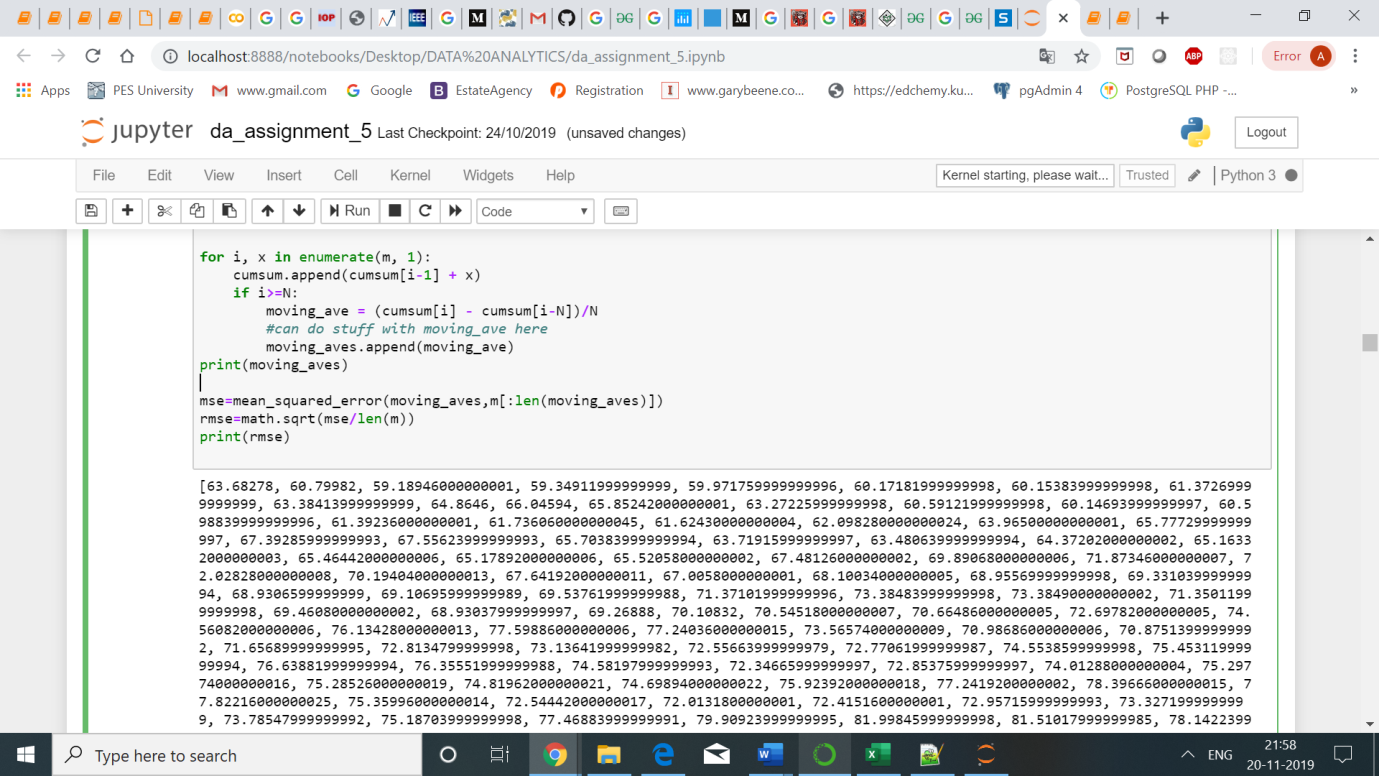 localhost:8888/notebooks/Desktop/DATA%20ANALYTICS/da_assignment_5.ipynb
Error A
Apps PES University www.gmail.com Google EstateAgency Registration www.garybeene.co... https://edchemy.ku... pgAdmin 4 PostgreSQL PHP -... »
jupyter da_assignment_5 Last Checkpoint: 24/10/2019 (unsaved changes) Logout
File Edit View Insert Cell Kernel Widgets Help Kernel starting, please wait... Trusted Python 3
Run Code
for i, x in enumerate(m, 1):
    cumsum.append(cumsum[i-1] + x)
    if i>=N:
        moving_ave = (cumsum[i] - cumsum[i-N])/N
        #can do stuff with moving_ave here
        moving_aves.append(moving_ave)
print(moving_aves)
mse=mean_squared_error(moving_aves,m[:len(moving_aves)])
rmse=math.sqrt(mse/len(m))
print(rmse)
[63.68278, 60.79982, 59.18946000000001, 59.34911999999999, 59.971759999999996, 60.17181999999998, 60.15383999999998, 61.3726999
9999999, 63.38413999999999, 64.8646, 66.04594, 65.85242000000001, 63.27225999999998, 60.59121999999998, 60.14693999999997, 60.5
98839999999996, 61.39236000000001, 61.736060000000045, 61.62430000000004, 62.098280000000024, 63.96500000000001, 65.77729999999
997, 67.39285999999993, 67.55623999999993, 65.70383999999994, 63.71915999999997, 63.480639999999994, 64.37202000000002, 65.1633
2000000003, 65.46442000000006, 65.17892000000006, 65.52058000000002, 67.48126000000002, 69.89068000000006, 71.87346000000007, 7
2.02828000000008, 70.19404000000013, 67.64192000000011, 67.0058000000001, 68.10034000000005, 68.95569999999998, 69.331039999999
94, 68.9306599999999, 69.10695999999989, 69.53761999999988, 71.37101999999996, 73.38483999999998, 73.38490000000002, 71.3501199
9999998, 69.46080000000002, 68.93037999999997, 69.26888, 70.10832, 70.54518000000007, 70.66486000000005, 72.69782000000005, 74.
56082000000006, 76.13428000000013, 77.59886000000006, 77.24036000000015, 73.56574000000009, 70.98686000000006, 70.8751399999999
2, 71.65689999999995, 72.8134799999998, 73.13641999999982, 72.55663999999979, 72.77061999999987, 74.5538599999998, 75.453119999
99994, 76.63881999999994, 76.35551999999988, 74.58197999999993, 72.34665999999997, 72.85375999999997, 74.01288000000004, 75.297
74000000016, 75.28526000000019, 74.81962000000021, 74.69894000000022, 75.92392000000018, 77.2419200000002, 78.39666000000015, 7
7.82216000000025, 75.35996000000014, 72.54442000000017, 72.0131800000001, 72.4151600000001, 72.95715999999993, 73.3271999999999
9, 73.78547999999992, 75.18703999999998, 77.46883999999991, 79.90923999999995, 81.99845999999998, 81.51017999999985, 78.1422399
Type here to search ENG 21:58
20-11-2019